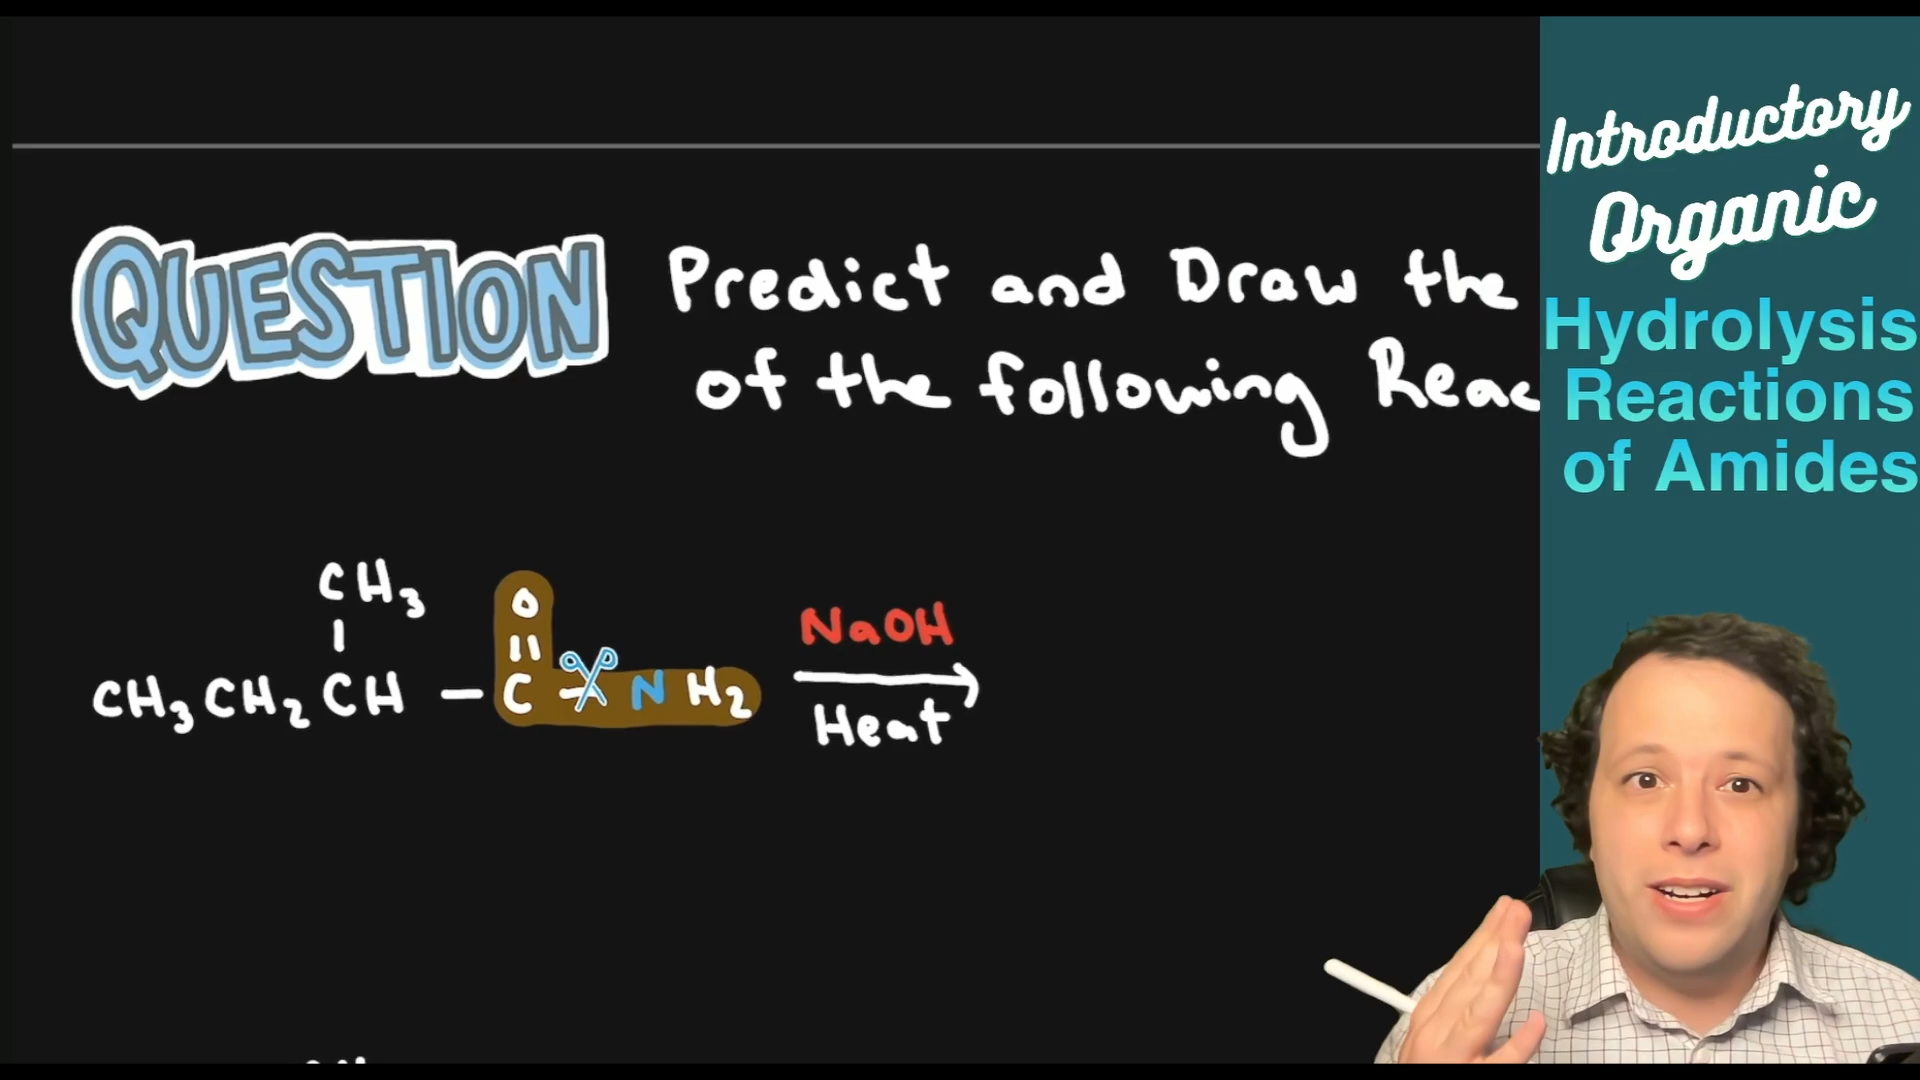 QUESTION
Predict and Draw the
of the following Reac
CH3
O
CH3CH2CH - C - NH2
NaOH
Heat
Introductory
Organic
Hydrolysis
Reactions
of Amides